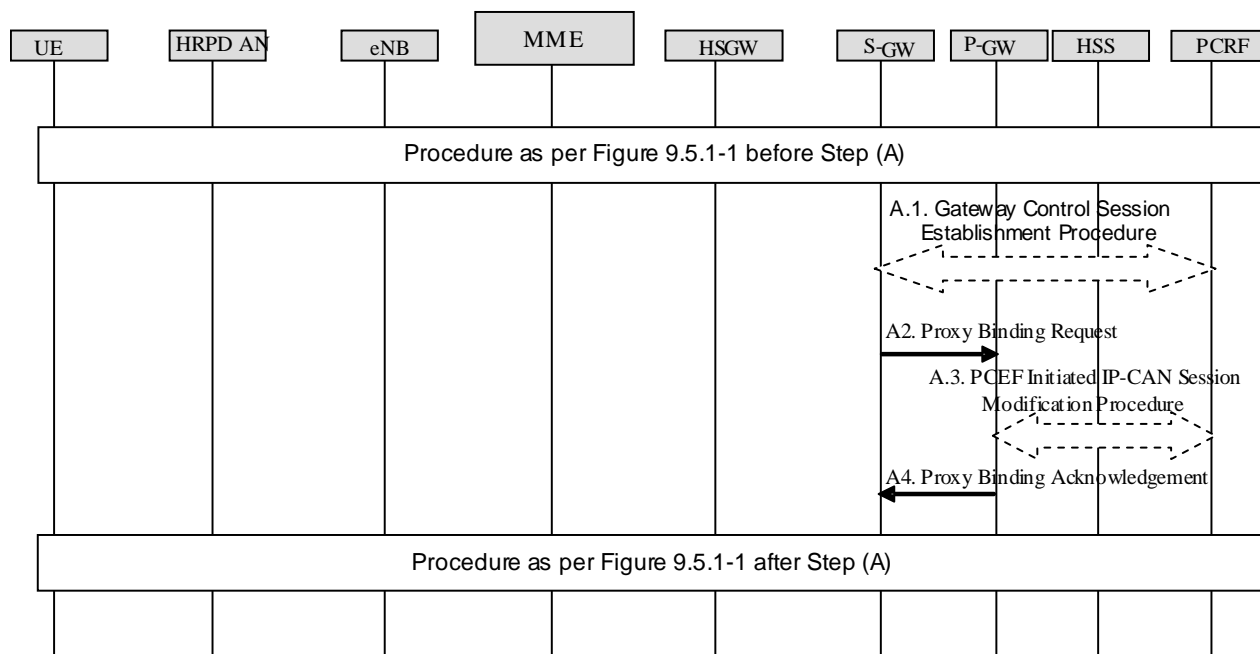 UE
HRPD AN
eNB
MME
HSGW
S-GW
P-GW
HSS
PCRF
Procedure as per Figure 9.5.1-1 before Step (A)
A.1. Gateway Control Session
Establishment Procedure
A2. Proxy Binding Request
A.3. PCEF Initiated IP-CAN Session
Modification Procedure
A4. Proxy Binding Acknowledgement
Procedure as per Figure 9.5.1-1 after Step (A)